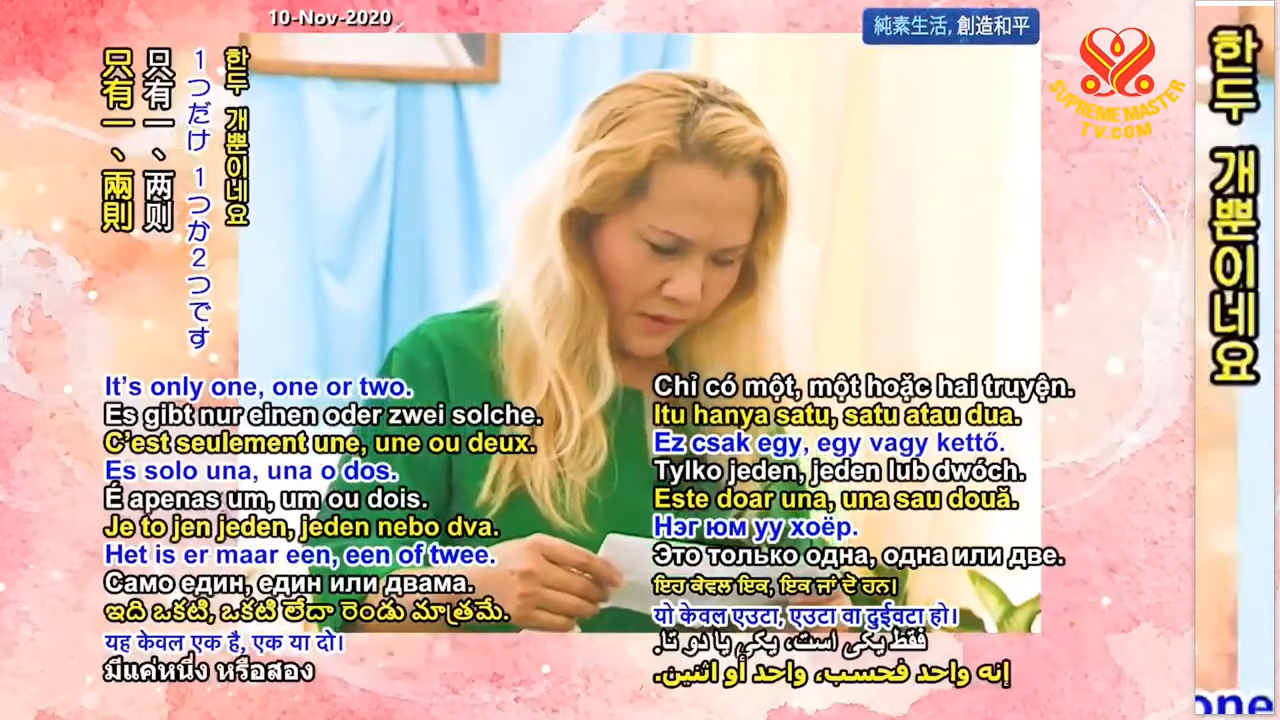 10-Nov-2020
純素生活, 創造和平
SUPREME MASTER
TV.COM
한두 개뿐이네요
1つだけ 1つか2つです
只有一、两则
只有一、兩則
It's only one, one or two.
Es gibt nur einen oder zwei solche.
C'est seulement une, une ou deux.
Es solo una, una o dos.
É apenas um, um ou dois.
Je to jen jeden, jeden nebo dva.
Het is er maar een, een of twee.
Само един, един или двама.
ఇది ఒకటి, ఒకటి లేదా రెండు మాత్రమే.
यह केवल एक है, एक या दो।
มีแค่หนึ่ง หรือสอง
Chỉ có một, một hoặc hai truyện.
Itu hanya satu, satu atau dua.
Ez csak egy, egy vagy kettő.
Tylko jeden, jeden lub dwóch.
Este doar una, una sau două.
Нэг юм уу хоёр.
Это только одна, одна или две.
ਇਹ ਕੇਵਲ ਇਕ, ਇਕ ਜਾਂ ਦੋ ਹਨ।
यो केवल एउटा, एउटा वा दुईवटा हो।
فقط یکی است، یکی یا دو تا.
إنه واحد فحسب، واحد أو اثنين.
한두 개뿐이네요
one